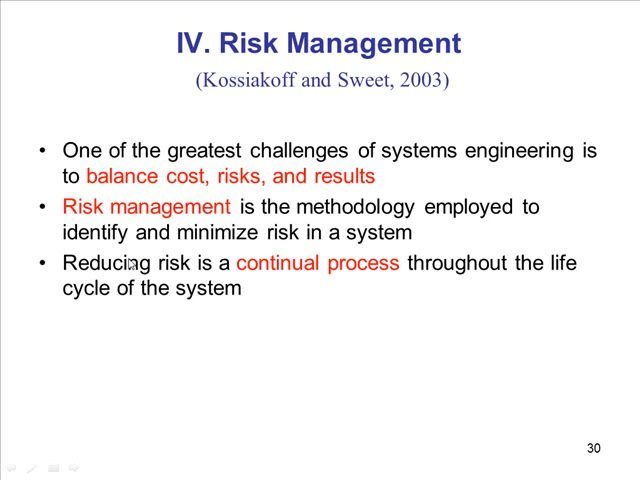 IV. Risk Management
(Kossiakoff and Sweet, 2003)
• One of the greatest challenges of systems engineering is
to balance cost, risks, and results
• Risk management is the methodology employed to
identify and minimize risk in a system
• Reducing risk is a continual process throughout the life
cycle of the system
30